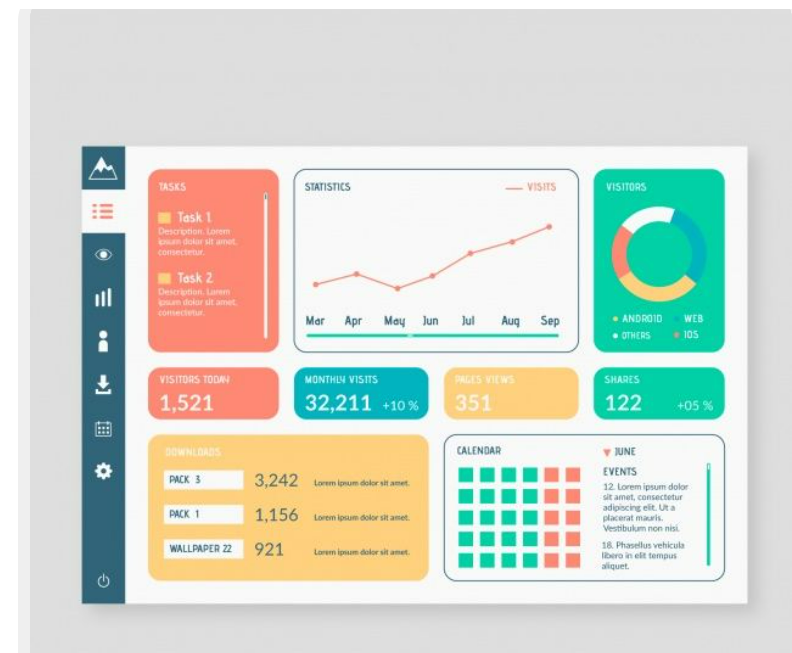 TASKS
Task 1
Description. Lorem
ipsum dolor sit amet,
consectetur.
Task 2
Description. Lorem
ipsum dolor sit amet,
consectetur.
STATISTICS
VISITS
Mar Apr May Jun Jul Aug Sep
VISITORS
ANDROID WEB
OTHERS IOS
VISITORS TODAY
1,521
MONTHLY VISITS
32,211 +10 %
PAGES VIEWS
351
SHARES
122 +05 %
DOWNLOADS
PACK 3 3,242 Lorem ipsum dolor sit amet.
PACK 1 1,156 Lorem ipsum dolor sit amet.
WALLPAPER 22 921 Lorem ipsum dolor sit amet.
CALENDAR
JUNE
EVENTS
12. Lorem ipsum dolor
sit amet, consectetur
adipiscing elit. Ut a
placerat mauris.
Vestibulum non nisi.
18. Phasellus vehicula
libero in elit tempus
aliquet.